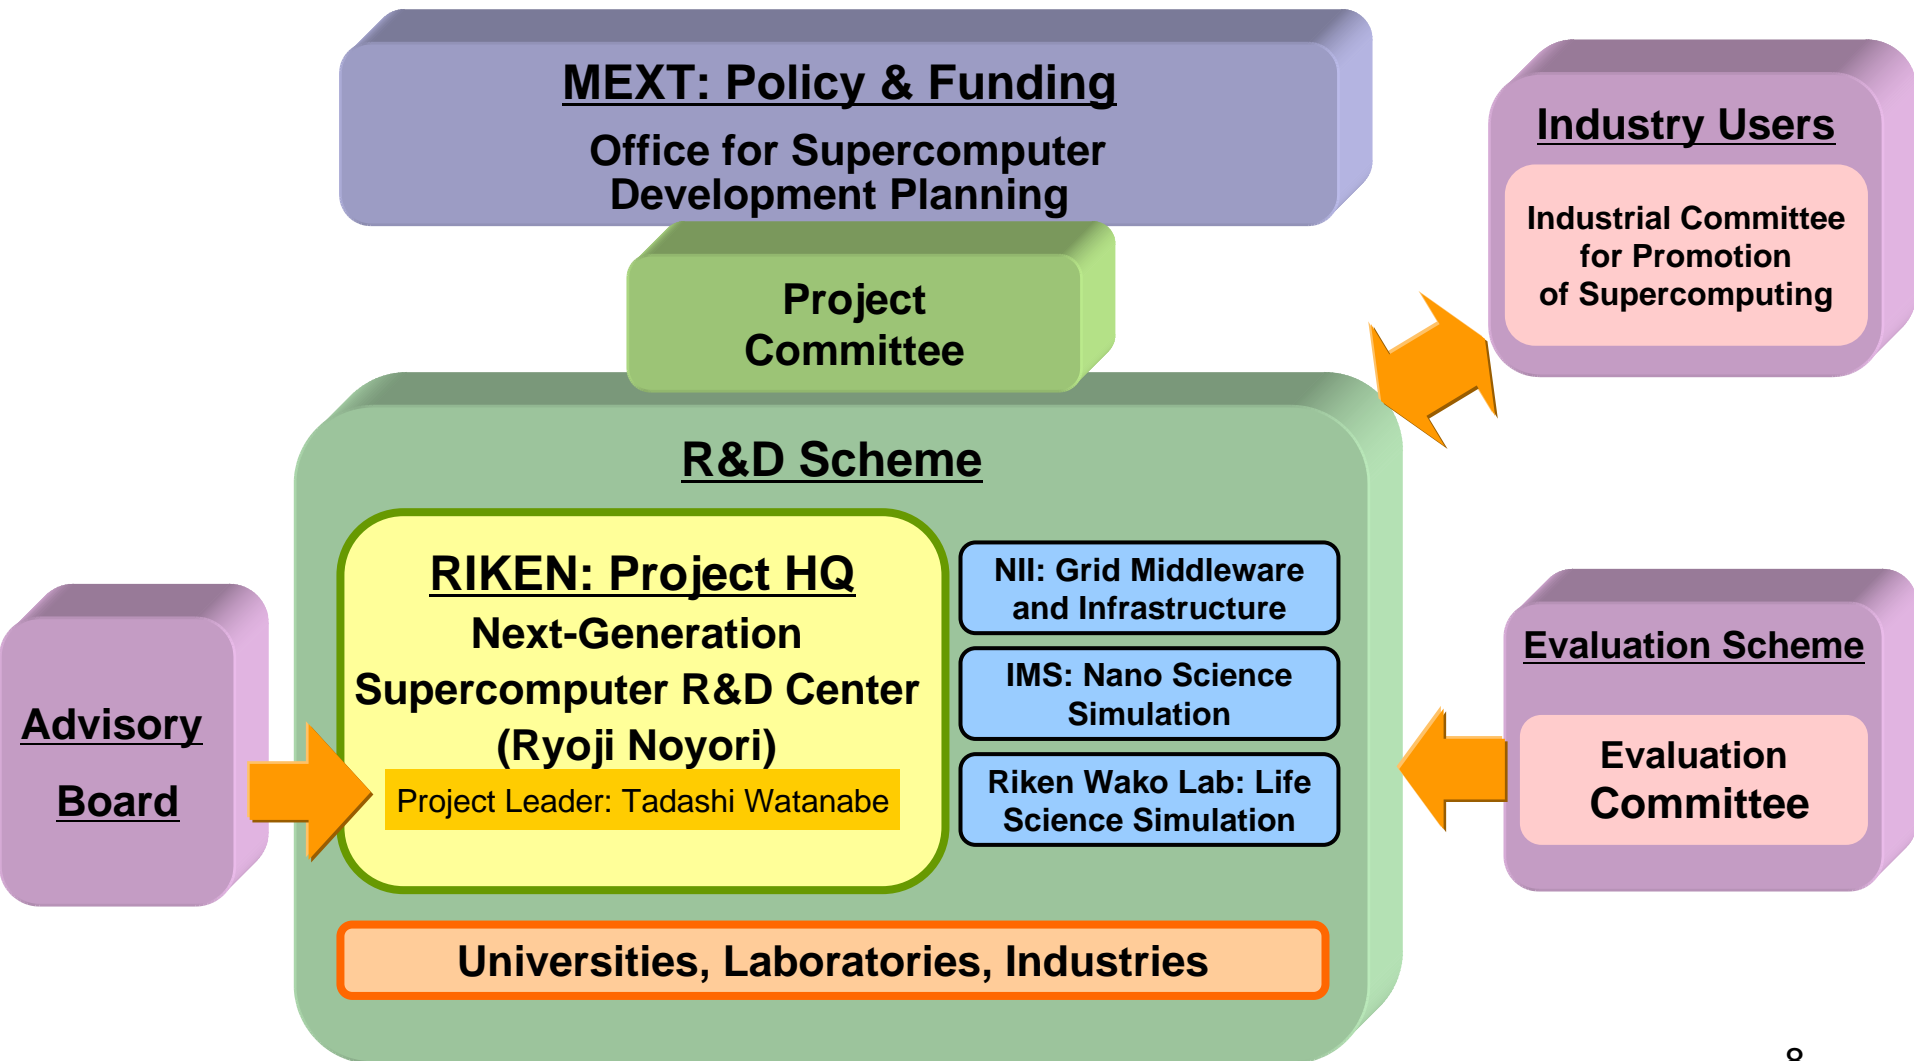 MEXT: Policy & Funding
Office for Supercomputer
Development Planning
Project
Committee
Industry Users
Industrial Committee
for Promotion
of Supercomputing
R&D Scheme
RIKEN: Project HQ
Next-Generation
Supercomputer R&D Center
(Ryoji Noyori)
Project Leader: Tadashi Watanabe
NII: Grid Middleware
and Infrastructure
IMS: Nano Science
Simulation
Riken Wako Lab: Life
Science Simulation
Universities, Laboratories, Industries
Advisory
Board
Evaluation Scheme
Evaluation
Committee
8